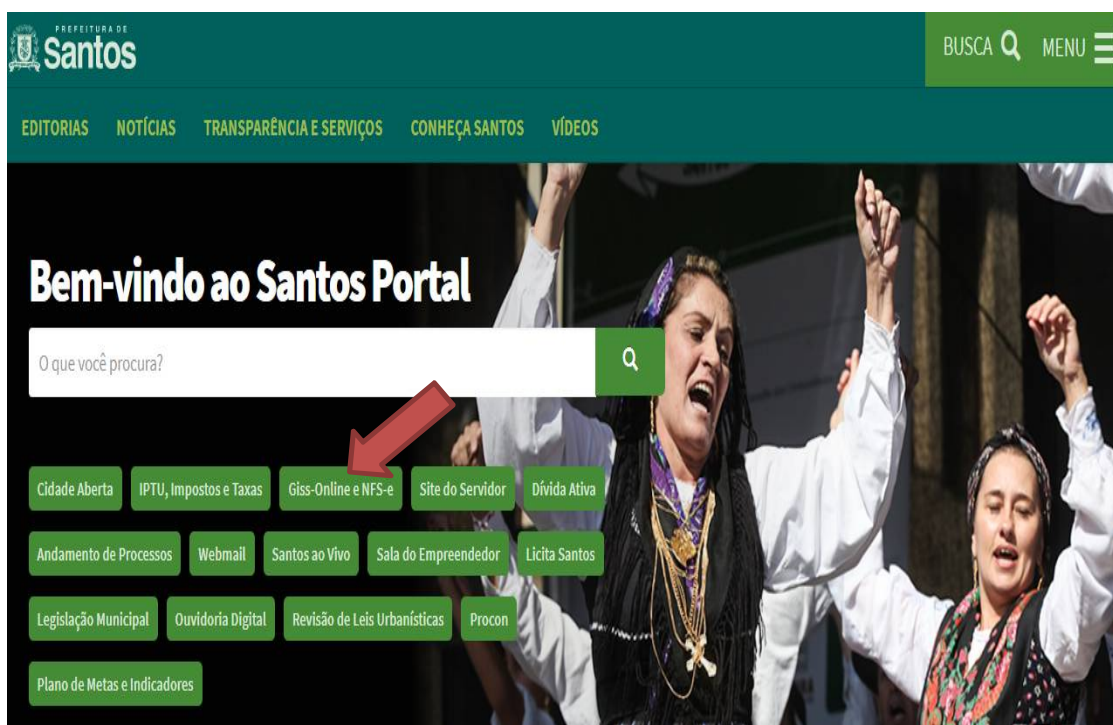 PREFEITURA DE
Santos
BUSCA MENU
EDITORIAS NOTÍCIAS TRANSPARÊNCIA E SERVIÇOS CONHEÇA SANTOS VÍDEOS
Bem-vindo ao Santos Portal
O que você procura?
Cidade Aberta IPTU, Impostos e Taxas Giss-Online e NFS-e Site do Servidor Dívida Ativa
Andamento de Processos Webmail Santos ao Vivo Sala do Empreendedor Licita Santos
Legislação Municipal Ouvidoria Digital Revisão de Leis Urbanísticas Procon
Plano de Metas e Indicadores